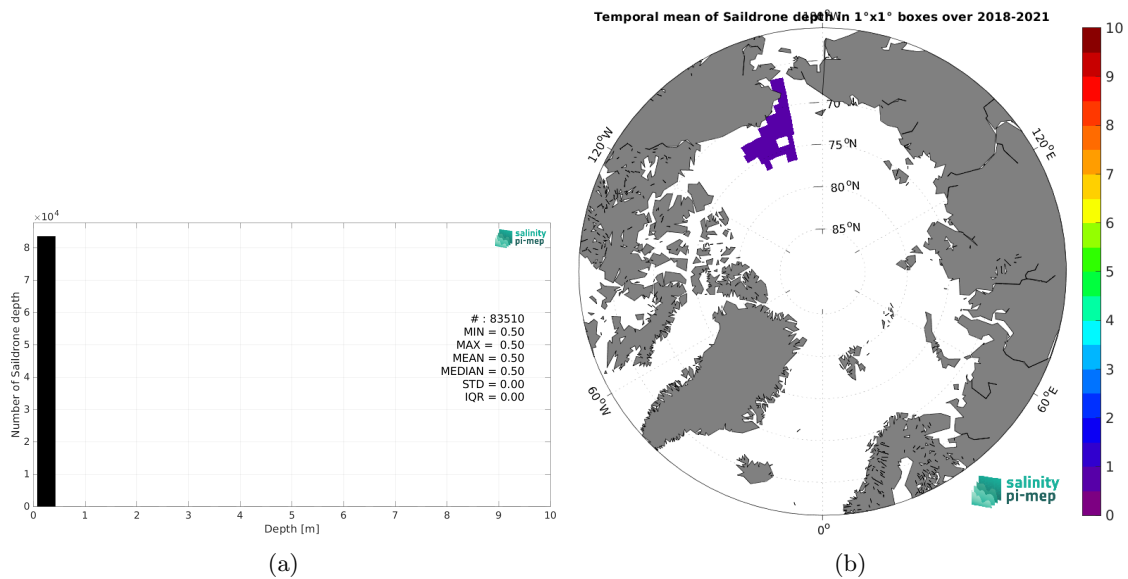 ×10⁴
8
7
6
5
4
3
2
1
0
Number of Saildrone depth
salinity
pi-mep
# : 83510
MIN = 0.50
MAX = 0.50
MEAN = 0.50
MEDIAN = 0.50
STD = 0.00
IQR = 0.00
0 1 2 3 4 5 6 7 8 9 10
Depth [m]
(a)
Temporal mean of Saildrone depth in 1°x1° boxes over 2018-2021
180°W
120°W
120°E
70°N
75°N
80°N
85°N
60°W
60°E
0°
salinity
pi-mep
10
9
8
7
6
5
4
3
2
1
0
(b)